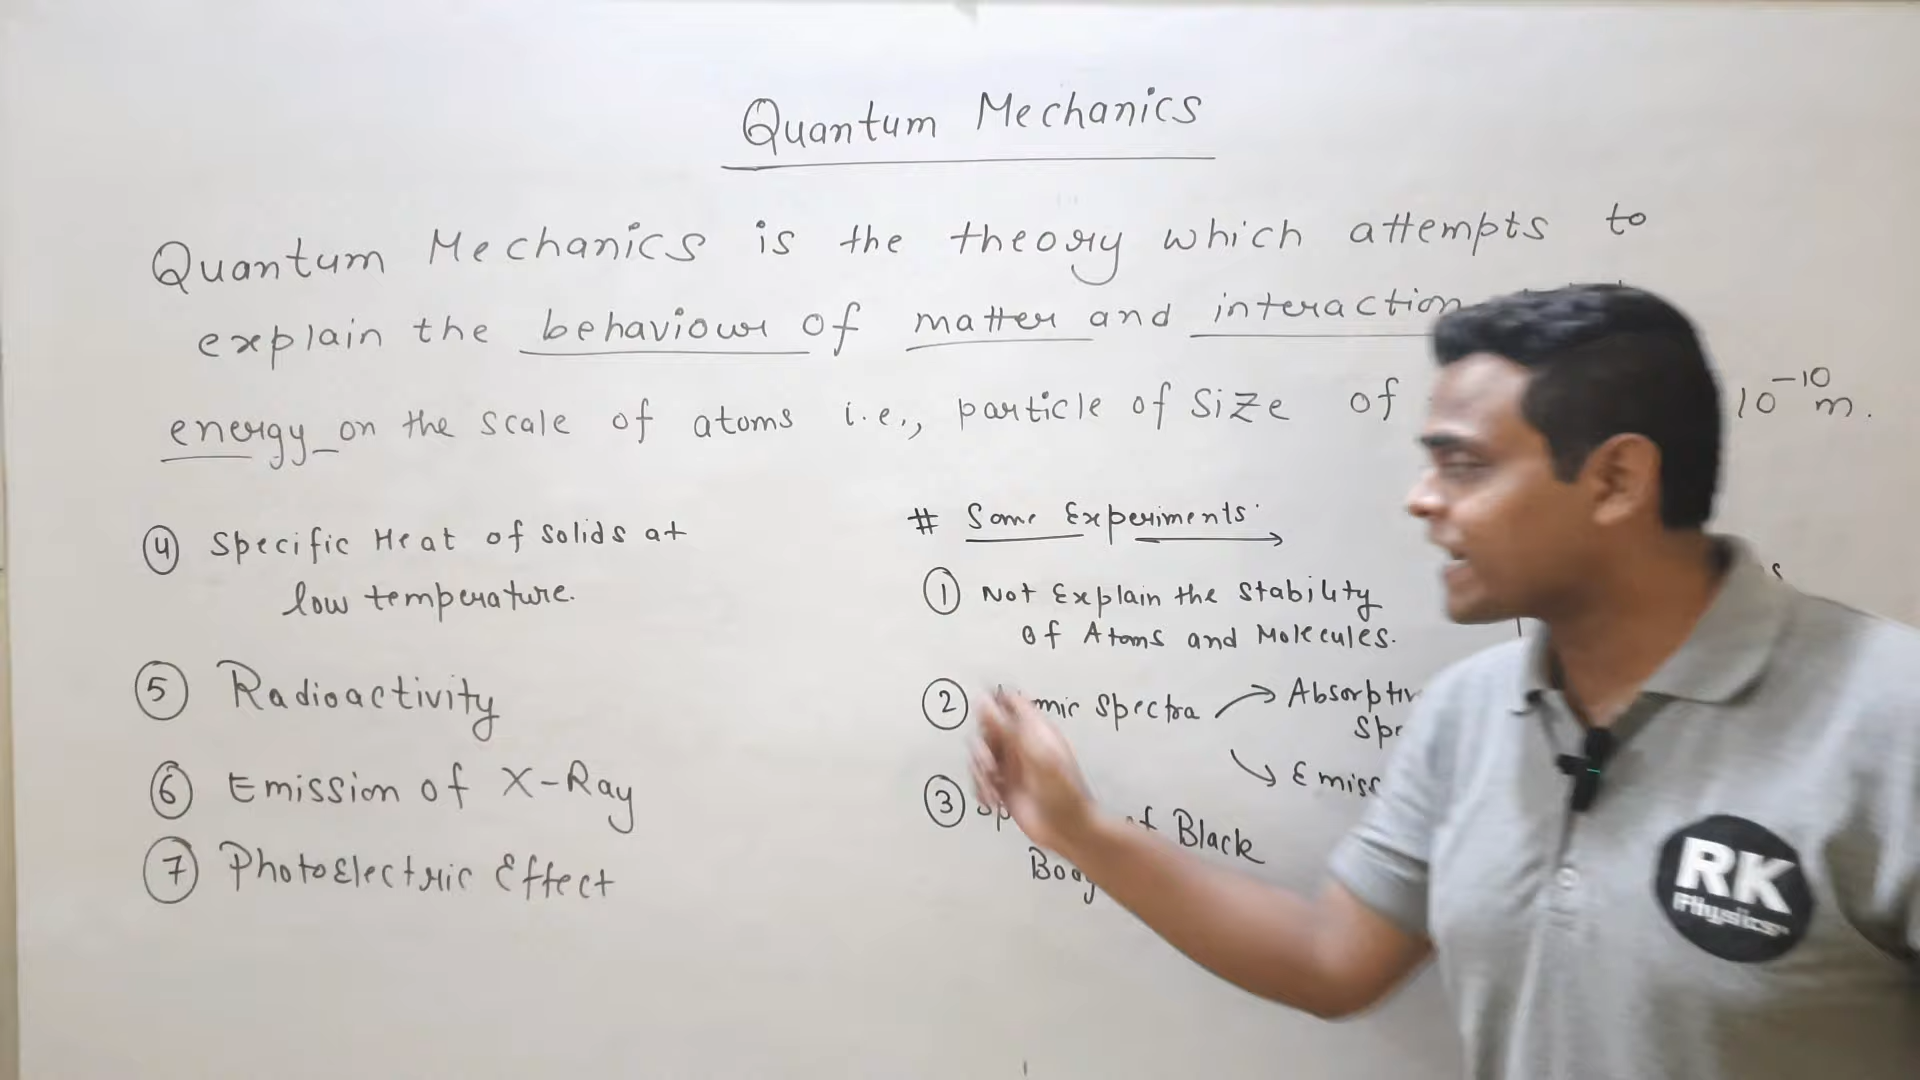 Quantum Mechanics
Quantum Mechanics is the theory which attempts to
explain the behaviour of matter and interaction
energy on the scale of atoms i.e., particle of Size of 10⁻¹⁰ m.
④ Specific Heat of Solids at
low temperature.
⑤ Radioactivity
⑥ Emission of X-Ray
⑦ PhotoElectric Effect
# Some Experiments
① Not Explain the Stability
Of Atoms and Molecules.
② Spectra → Absorptiv
→ Emiss
③ Black
RK
Physics